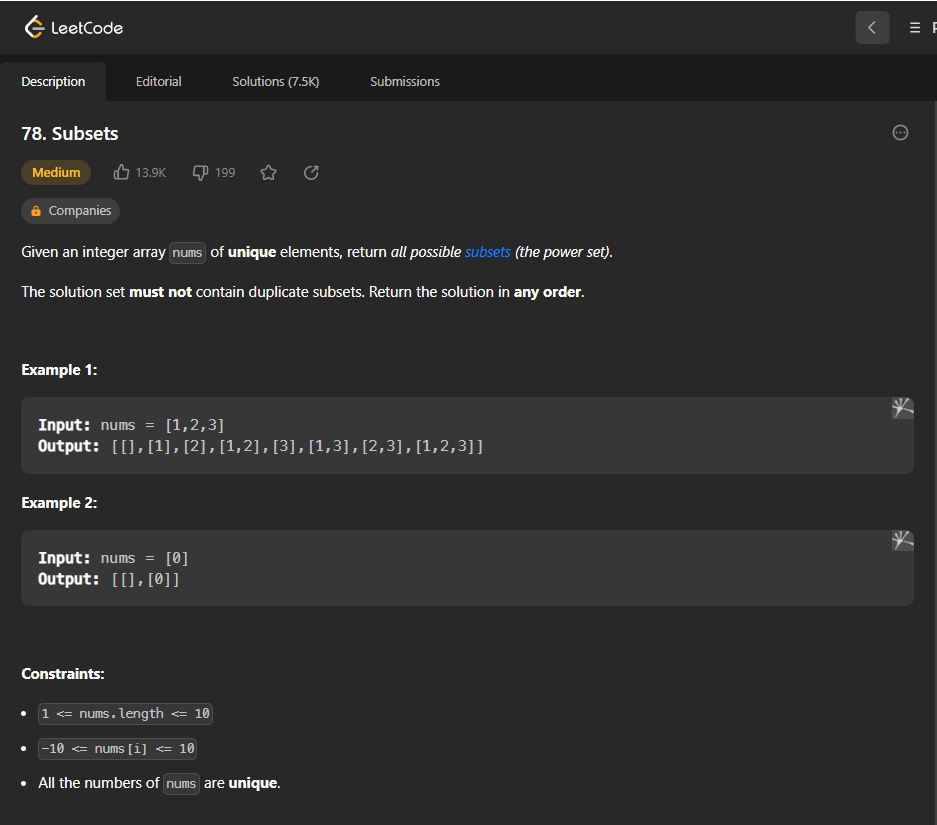 LeetCode
Description Editorial Solutions (7.5K) Submissions
78. Subsets
Medium 13.9K 199
Companies
Given an integer array nums of unique elements, return all possible subsets (the power set).
The solution set must not contain duplicate subsets. Return the solution in any order.
Example 1:
Input: nums = [1,2,3]
Output: [[],[1],[2],[1,2],[3],[1,3],[2,3],[1,2,3]]
Example 2:
Input: nums = [0]
Output: [[],[0]]
Constraints:
1 <= nums.length <= 10
-10 <= nums[i] <= 10
All the numbers of nums are unique.